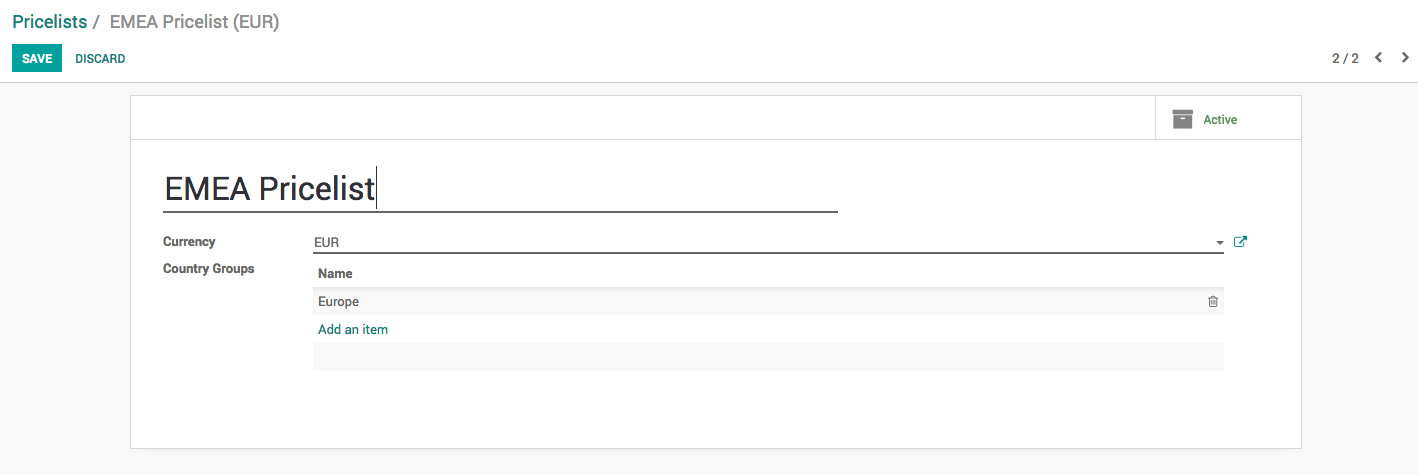 Pricelists / EMEA Pricelist (EUR)
SAVE DISCARD 2 / 2
Active
EMEA Pricelist
Currency EUR
Country Groups Name
Europe
Add an item